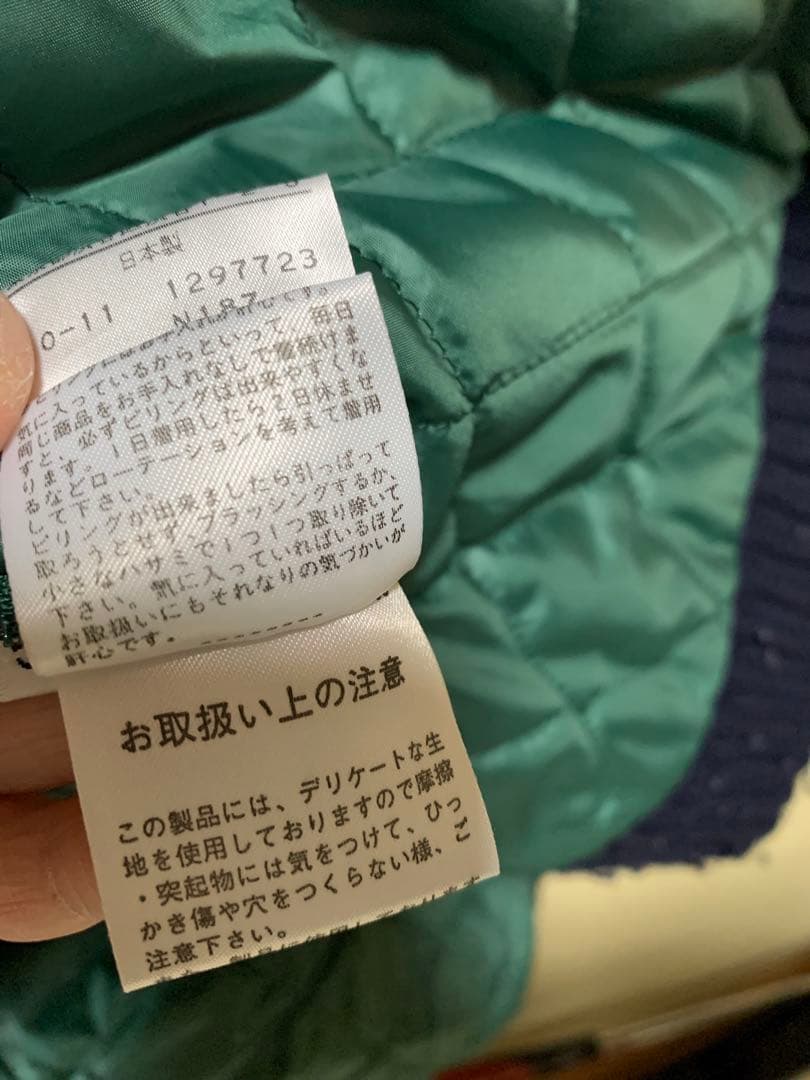 日本製
0-11 1297723
N187
気に入っているからといって、毎日
同じ商品をお手入れなしで着続けま
すと、必ずピリングは出来やすくな
ります。1日着用したら2日休ませ
るなどローテーションを考えて着用
して下さい。
ピリングが出来ましたら引っぱって
取ろうとせず、ブラッシングするか、
小さなハサミで1つ1つ取り除いて
下さい。気に入っていればいるほど
お取扱いにもそれなりの気づかいが
肝心です。
お取扱い上の注意
この製品には、デリケートな生
地を使用しておりますので摩擦
・突起物には気をつけて、ひっ
かき傷や穴をつくらない様、ご
注意下さい。